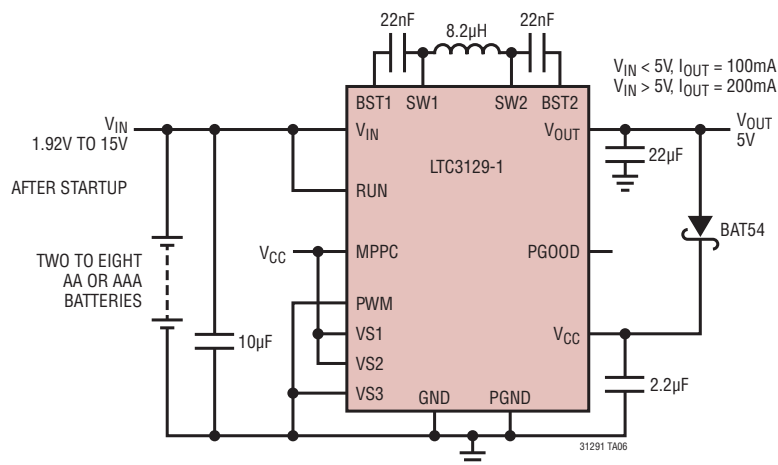 22nF
8.2µH
22nF
BST1 SW1 SW2 BST2
VIN < 5V, IOUT = 100mA
VIN > 5V, IOUT = 200mA
VIN
1.92V TO 15V
AFTER STARTUP
TWO TO EIGHT
AA OR AAA
BATTERIES
10µF
VCC
VIN
RUN
MPPC
PWM
VS1
VS2
VS3
LTC3129-1
GND PGND
VOUT
PGOOD
VCC
22µF
VOUT
5V
BAT54
2.2µF
31291 TA06